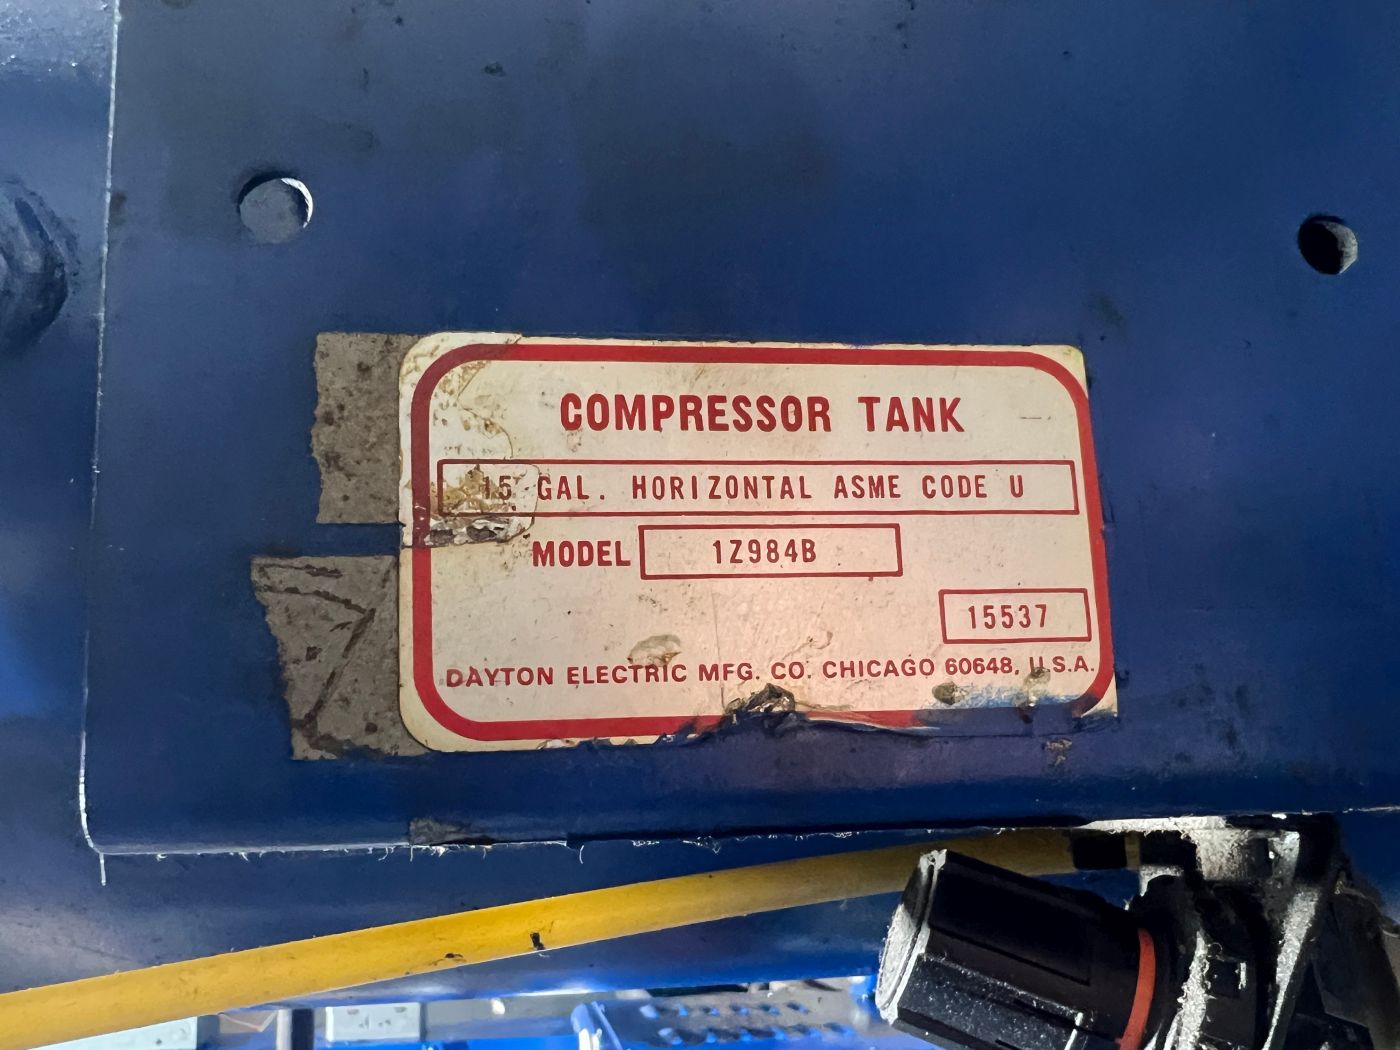 COMPRESSOR TANK
15 GAL. HORIZONTAL ASME CODE U
MODEL 1Z984B
15537
DAYTON ELECTRIC MFG. CO. CHICAGO 60648, U.S.A.